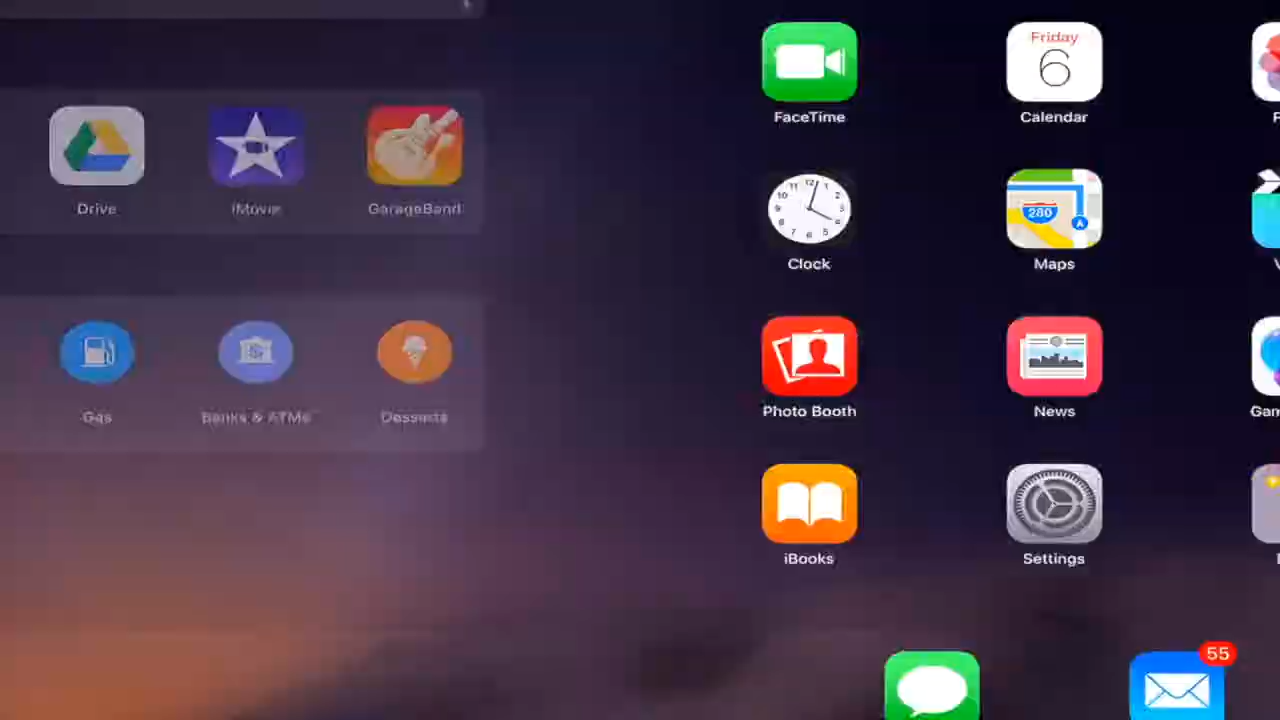 FaceTime
Friday
6
Calendar
Drive
iMovie
GarageBand
Clock
280
A
Maps
Gas
Banks & ATMs
Desserts
Photo Booth
News
iBooks
Settings
55